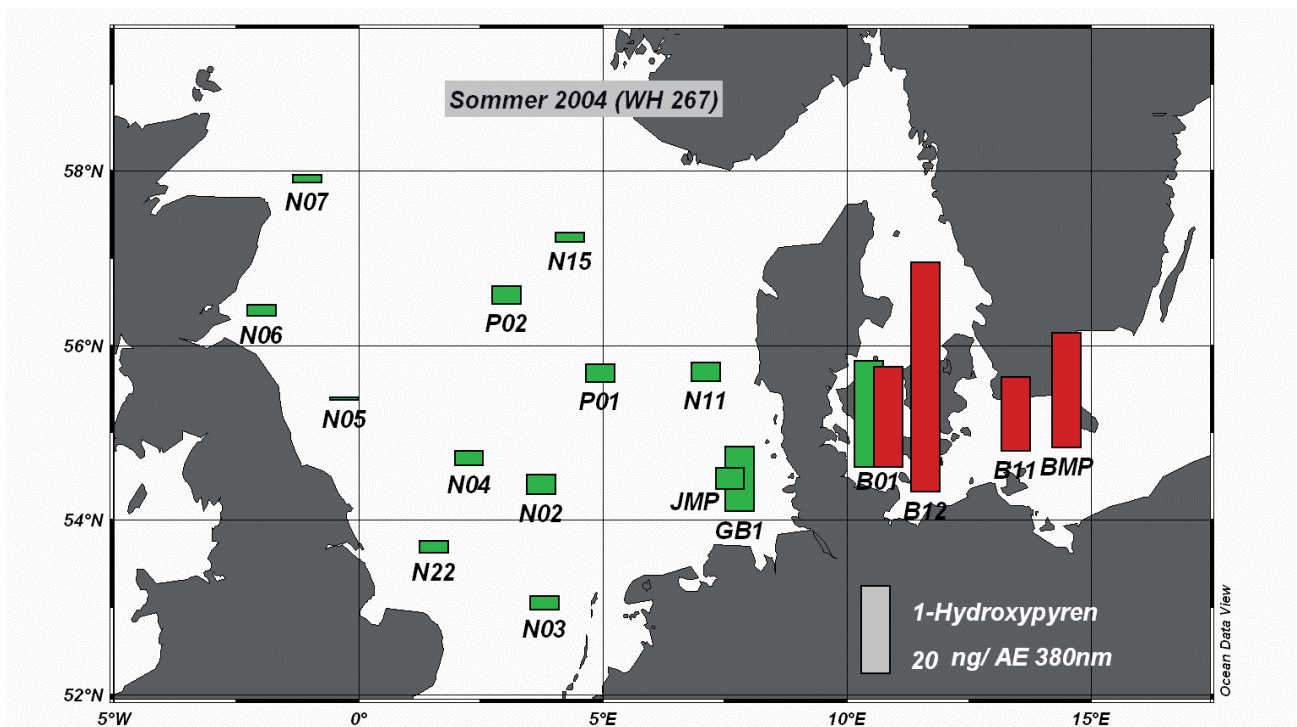 Sommer 2004 (WH 267)
58°N
N07
N15
P02
N06
56°N
P01
N11
N05
N04
N02
JMP
GB1
B01
B12
B11
BMP
54°N
N22
N03
1-Hydroxypyren
20 ng/ AE 380nm
52°N
5°W
0°
5°E
10°E
15°E
Ocean Data View